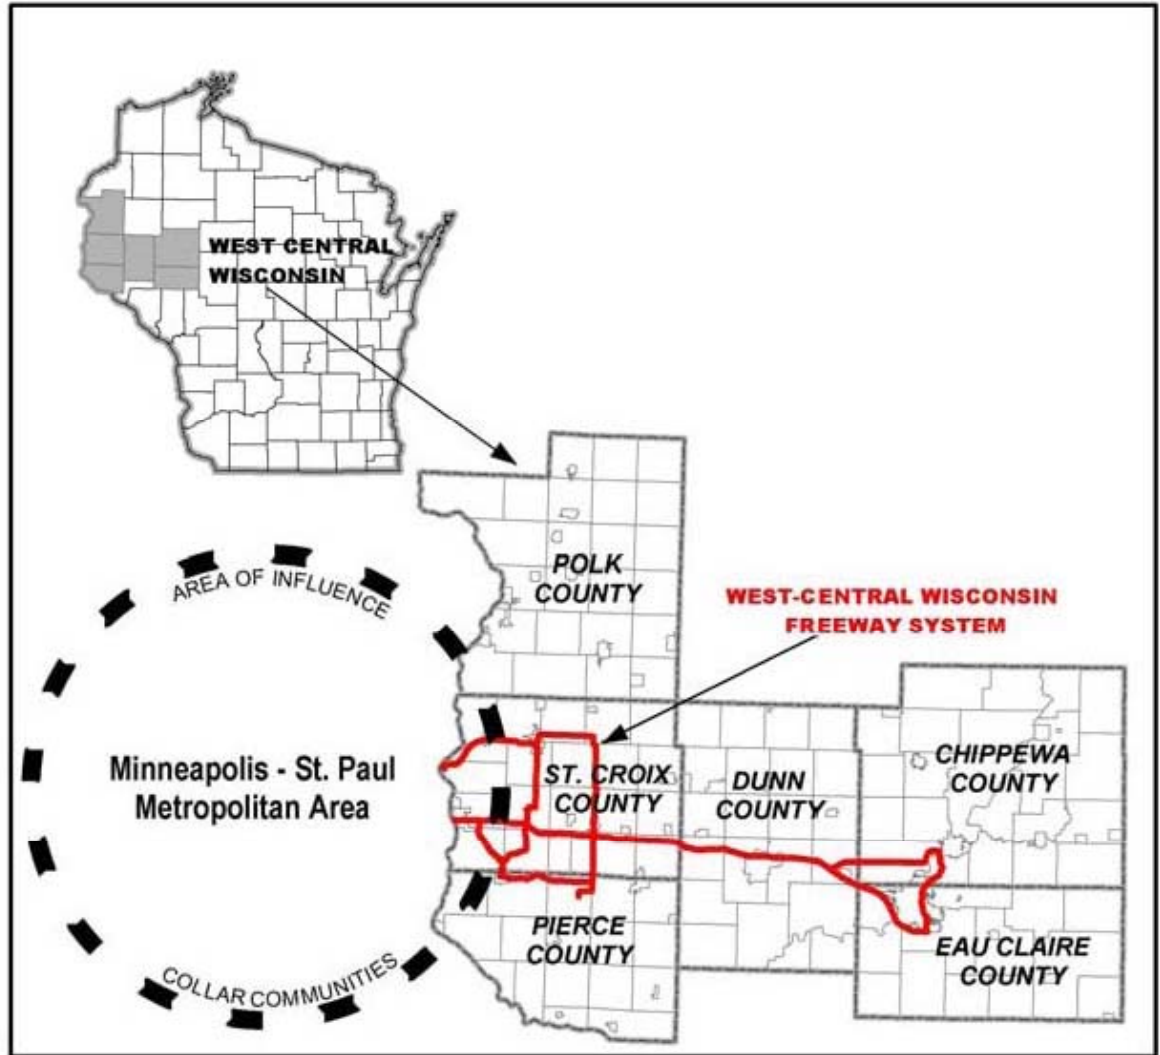 WEST CENTRAL
WISCONSIN
AREA OF INFLUENCE
POLK
COUNTY
WEST-CENTRAL WISCONSIN
FREEWAY SYSTEM
Minneapolis - St. Paul
Metropolitan Area
ST. CROIX
COUNTY
DUNN
COUNTY
CHIPPEWA
COUNTY
PIERCE
COUNTY
EAU CLAIRE
COUNTY
COLLAR COMMUNITIES